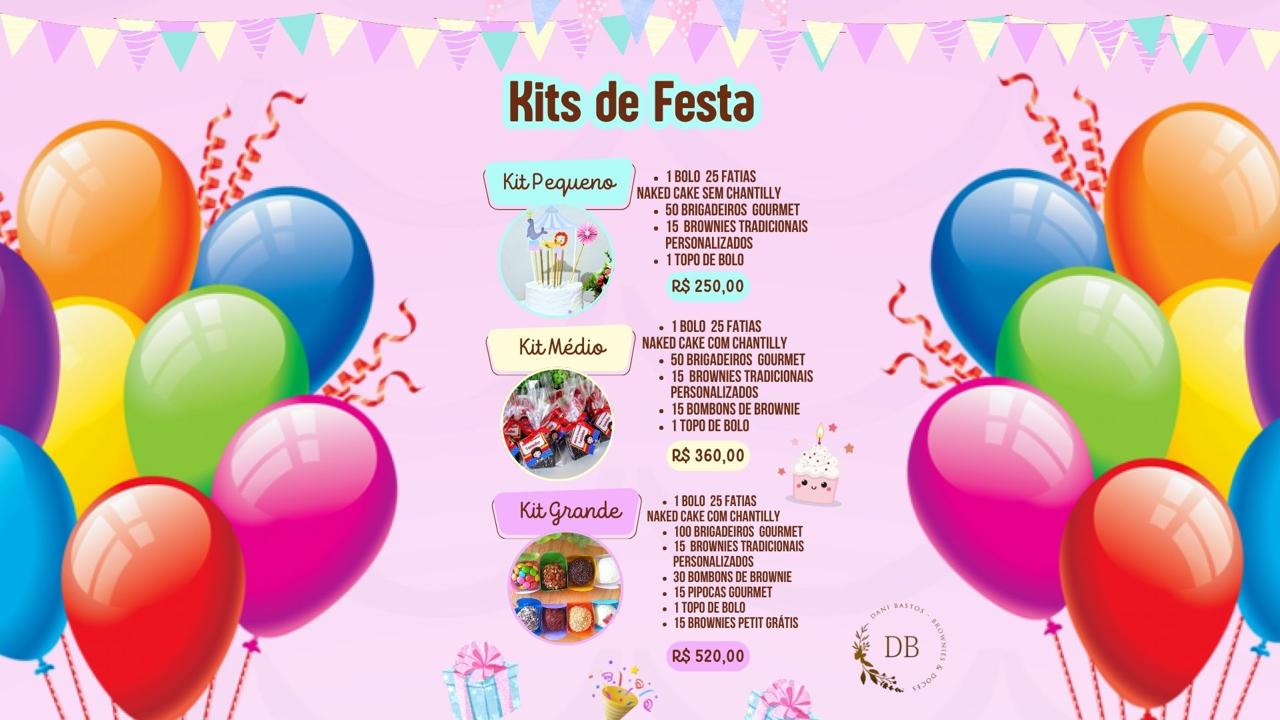 Kits de Festa
Kit Pequeno
• 1 BOLO 25 FATIAS
NAKED CAKE SEM CHANTILLY
• 50 BRIGADEIROS GOURMET
• 15 BROWNIES TRADICIONAIS
PERSONALIZADOS
• 1 TOPO DE BOLO
R$ 250,00
Kit Médio
• 1 BOLO 25 FATIAS
NAKED CAKE COM CHANTILLY
• 50 BRIGADEIROS GOURMET
• 15 BROWNIES TRADICIONAIS
PERSONALIZADOS
• 15 BOMBONS DE BROWNIE
• 1 TOPO DE BOLO
R$ 360,00
Kit Grande
• 1 BOLO 25 FATIAS
NAKED CAKE COM CHANTILLY
• 100 BRIGADEIROS GOURMET
• 15 BROWNIES TRADICIONAIS
PERSONALIZADOS
• 30 BOMBONS DE BROWNIE
• 15 PIPOCAS GOURMET
• 1 TOPO DE BOLO
• 15 BROWNIES PETIT GRÁTIS
R$ 520,00
DANI BASTOS - BROWNIES & DOCES
DB